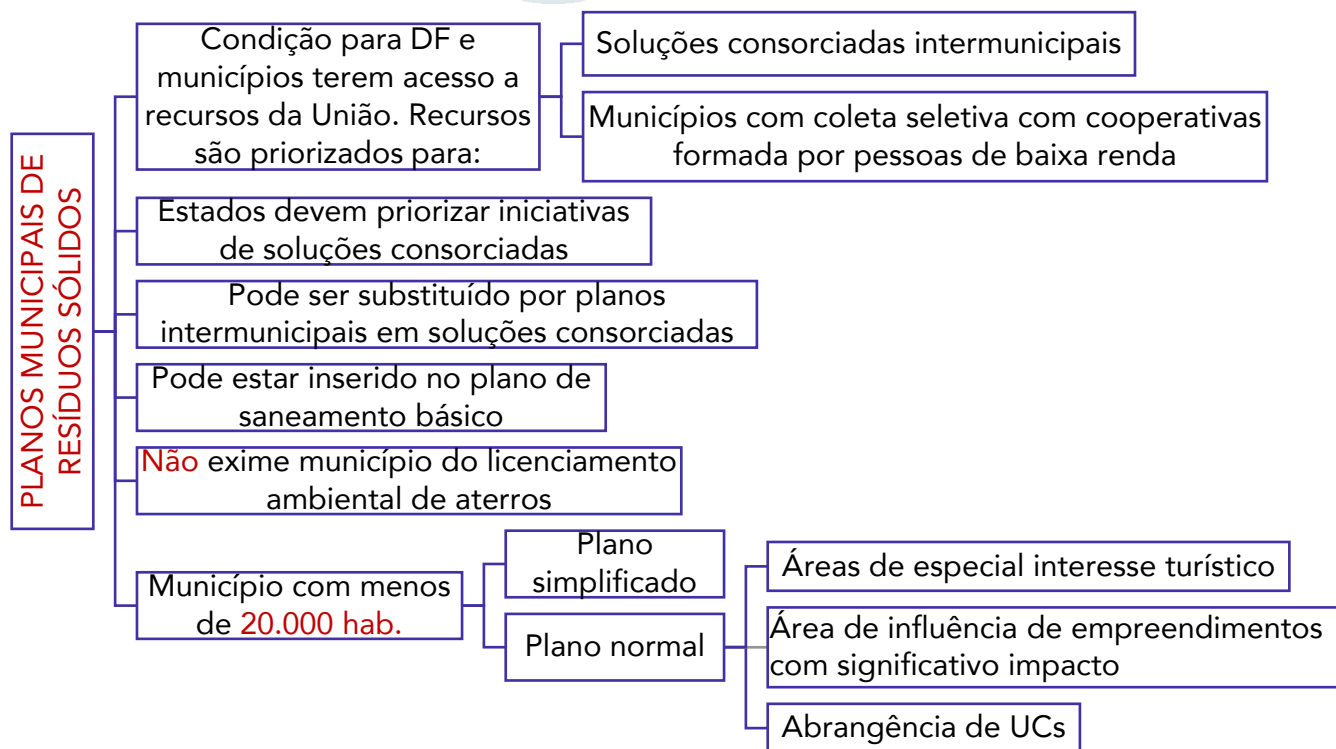 PLANOS MUNICIPAIS DE
RESÍDUOS SÓLIDOS
Condição para DF e
municípios terem acesso a
recursos da União. Recursos
são priorizados para:
Soluções consorciadas intermunicipais
Municípios com coleta seletiva com cooperativas
formada por pessoas de baixa renda
Estados devem priorizar iniciativas
de soluções consorciadas
Pode ser substituído por planos
intermunicipais em soluções consorciadas
Pode estar inserido no plano de
saneamento básico
Não exime município do licenciamento
ambiental de aterros
Município com menos
de 20.000 hab.
Plano
simplificado
Plano normal
Áreas de especial interesse turístico
Área de influência de empreendimentos
com significativo impacto
Abrangência de UCs